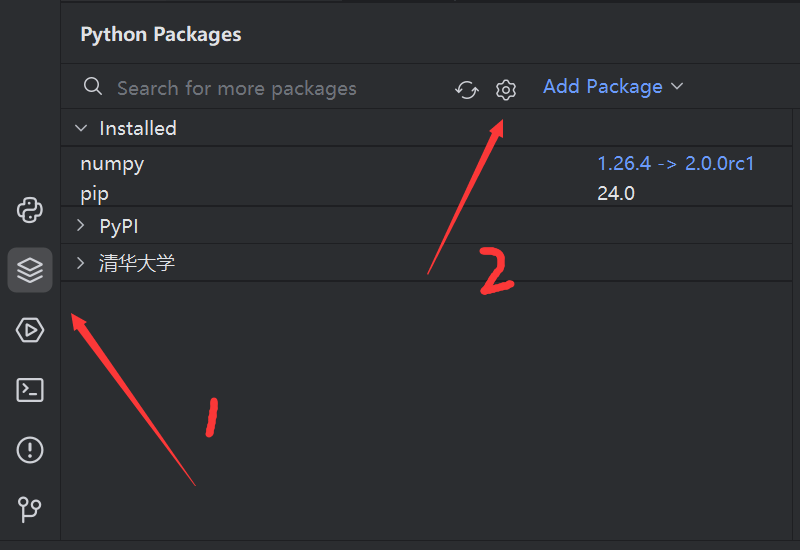 Python Packages
Search for more packages
Add Package
Installed
numpy 1.26.4 -> 2.0.0rc1
pip 24.0
PyPI
清华大学
2
1